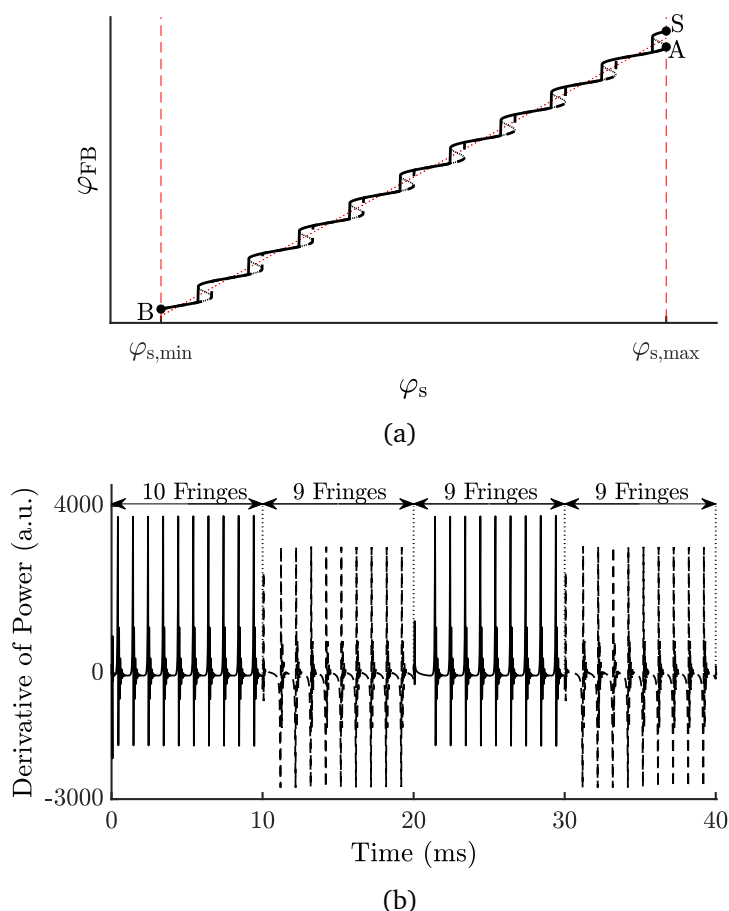 S
A
φFB
B
φs,min
φs,max
φs
(a)
10 Fringes
9 Fringes
9 Fringes
9 Fringes
4000
0
-3000
Derivative of Power (a.u.)
0
10
20
30
40
Time (ms)
(b)